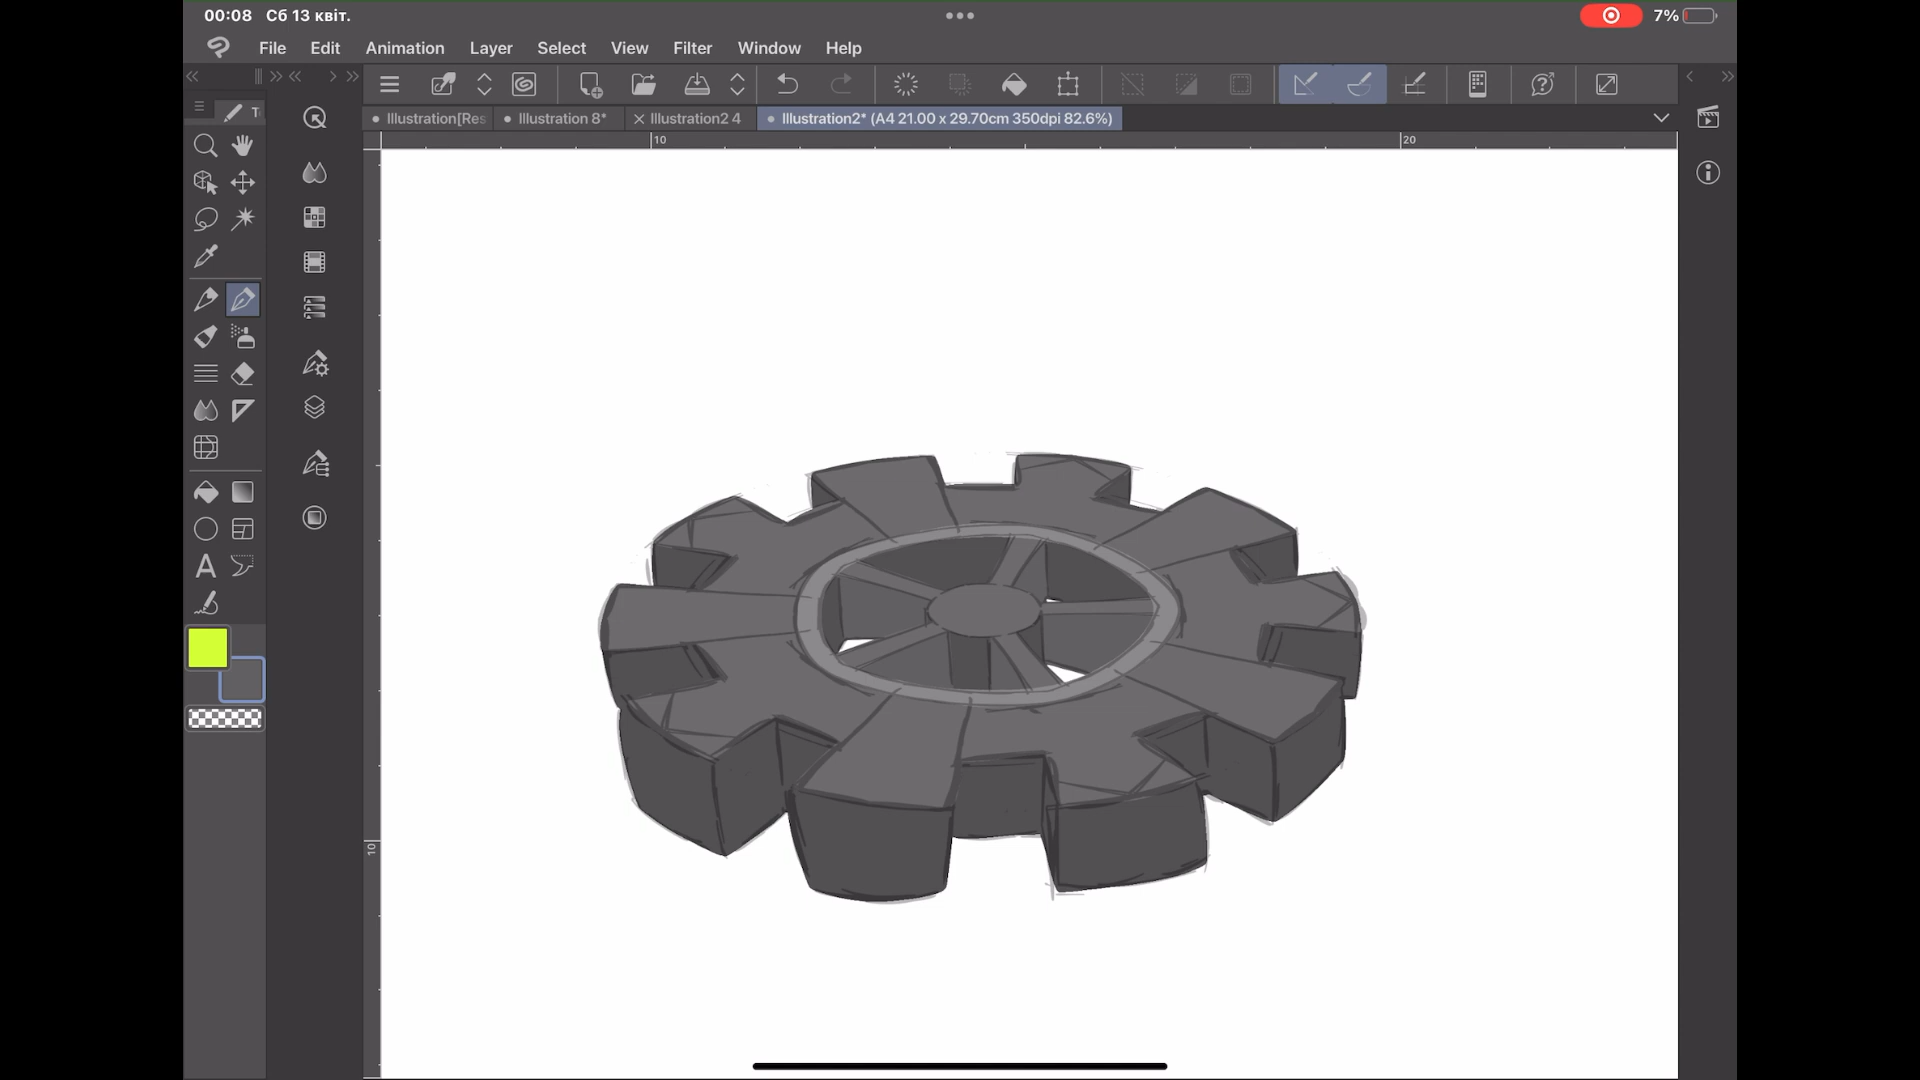 00:08 Сб 13 квіт.
7%
File Edit Animation Layer Select View Filter Window Help
T
Illustration[Res Illustration 8* Illustration2 4 Illustration2* (A4 21.00 x 29.70cm 350dpi 82.6%)
10 20
A
10